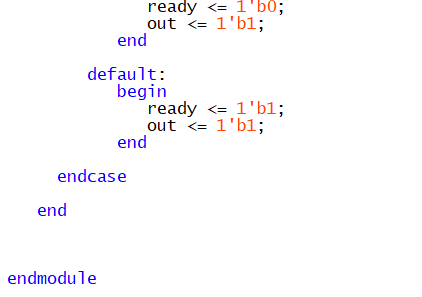 ready <= 1'b0;
out <= 1'b1;
end
default:
begin
ready <= 1'b1;
out <= 1'b1;
end
endcase
end
endmodule